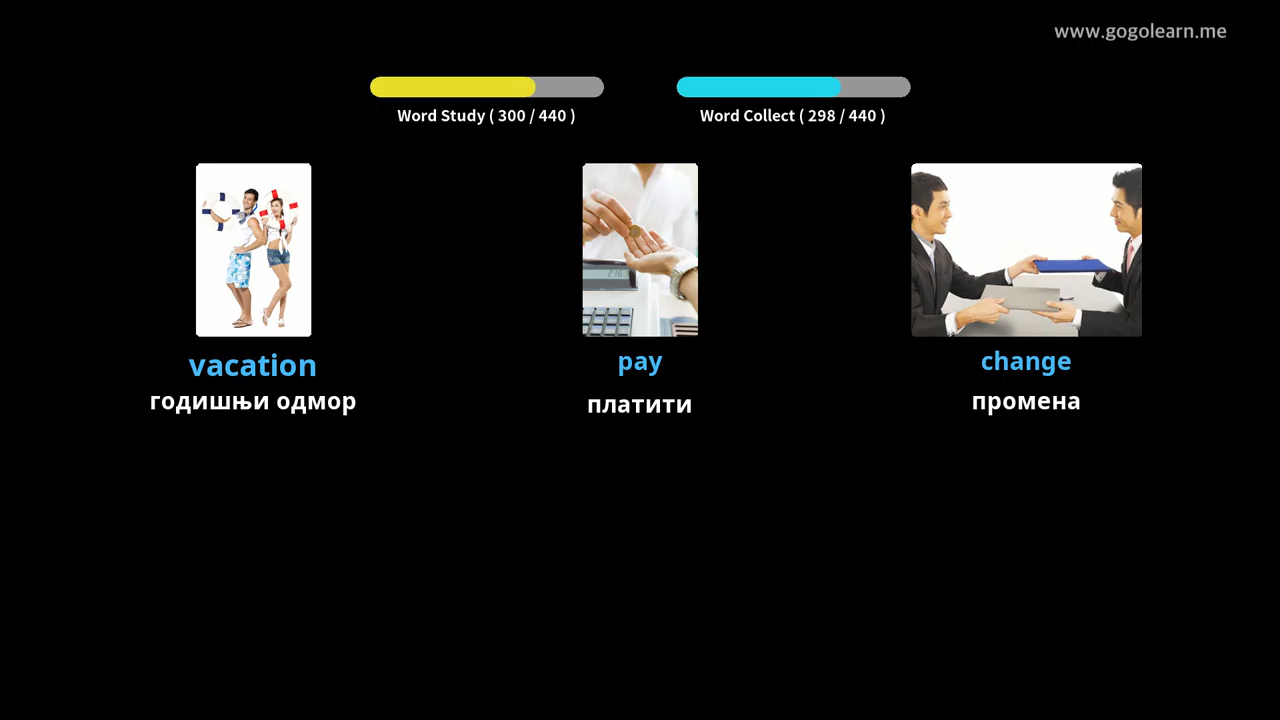 www.gogolearn.me
Word Study ( 300 / 440 )
Word Collect ( 298 / 440 )
vacation
годишњи одмор
pay
платити
change
промена